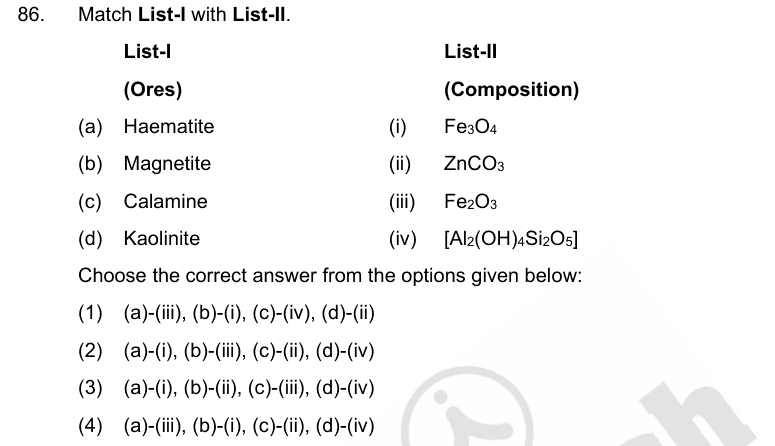 86. Match List-I with List-II.
List-I List-II
(Ores) (Composition)
(a) Haematite (i) Fe₃O₄
(b) Magnetite (ii) ZnCO₃
(c) Calamine (iii) Fe₂O₃
(d) Kaolinite (iv) [Al₂(OH)₄Si₂O₅]
Choose the correct answer from the options given below:
(1) (a)-(iii), (b)-(i), (c)-(iv), (d)-(ii)
(2) (a)-(i), (b)-(iii), (c)-(ii), (d)-(iv)
(3) (a)-(i), (b)-(ii), (c)-(iii), (d)-(iv)
(4) (a)-(iii), (b)-(i), (c)-(ii), (d)-(iv)